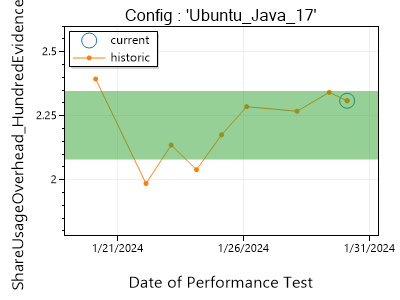 Config : 'Ubuntu_Java_17'
current
historic
ShareUsageOverhead_HundredEvidence
2.5
2.25
2
1/21/2024
1/26/2024
1/31/2024
Date of Performance Test